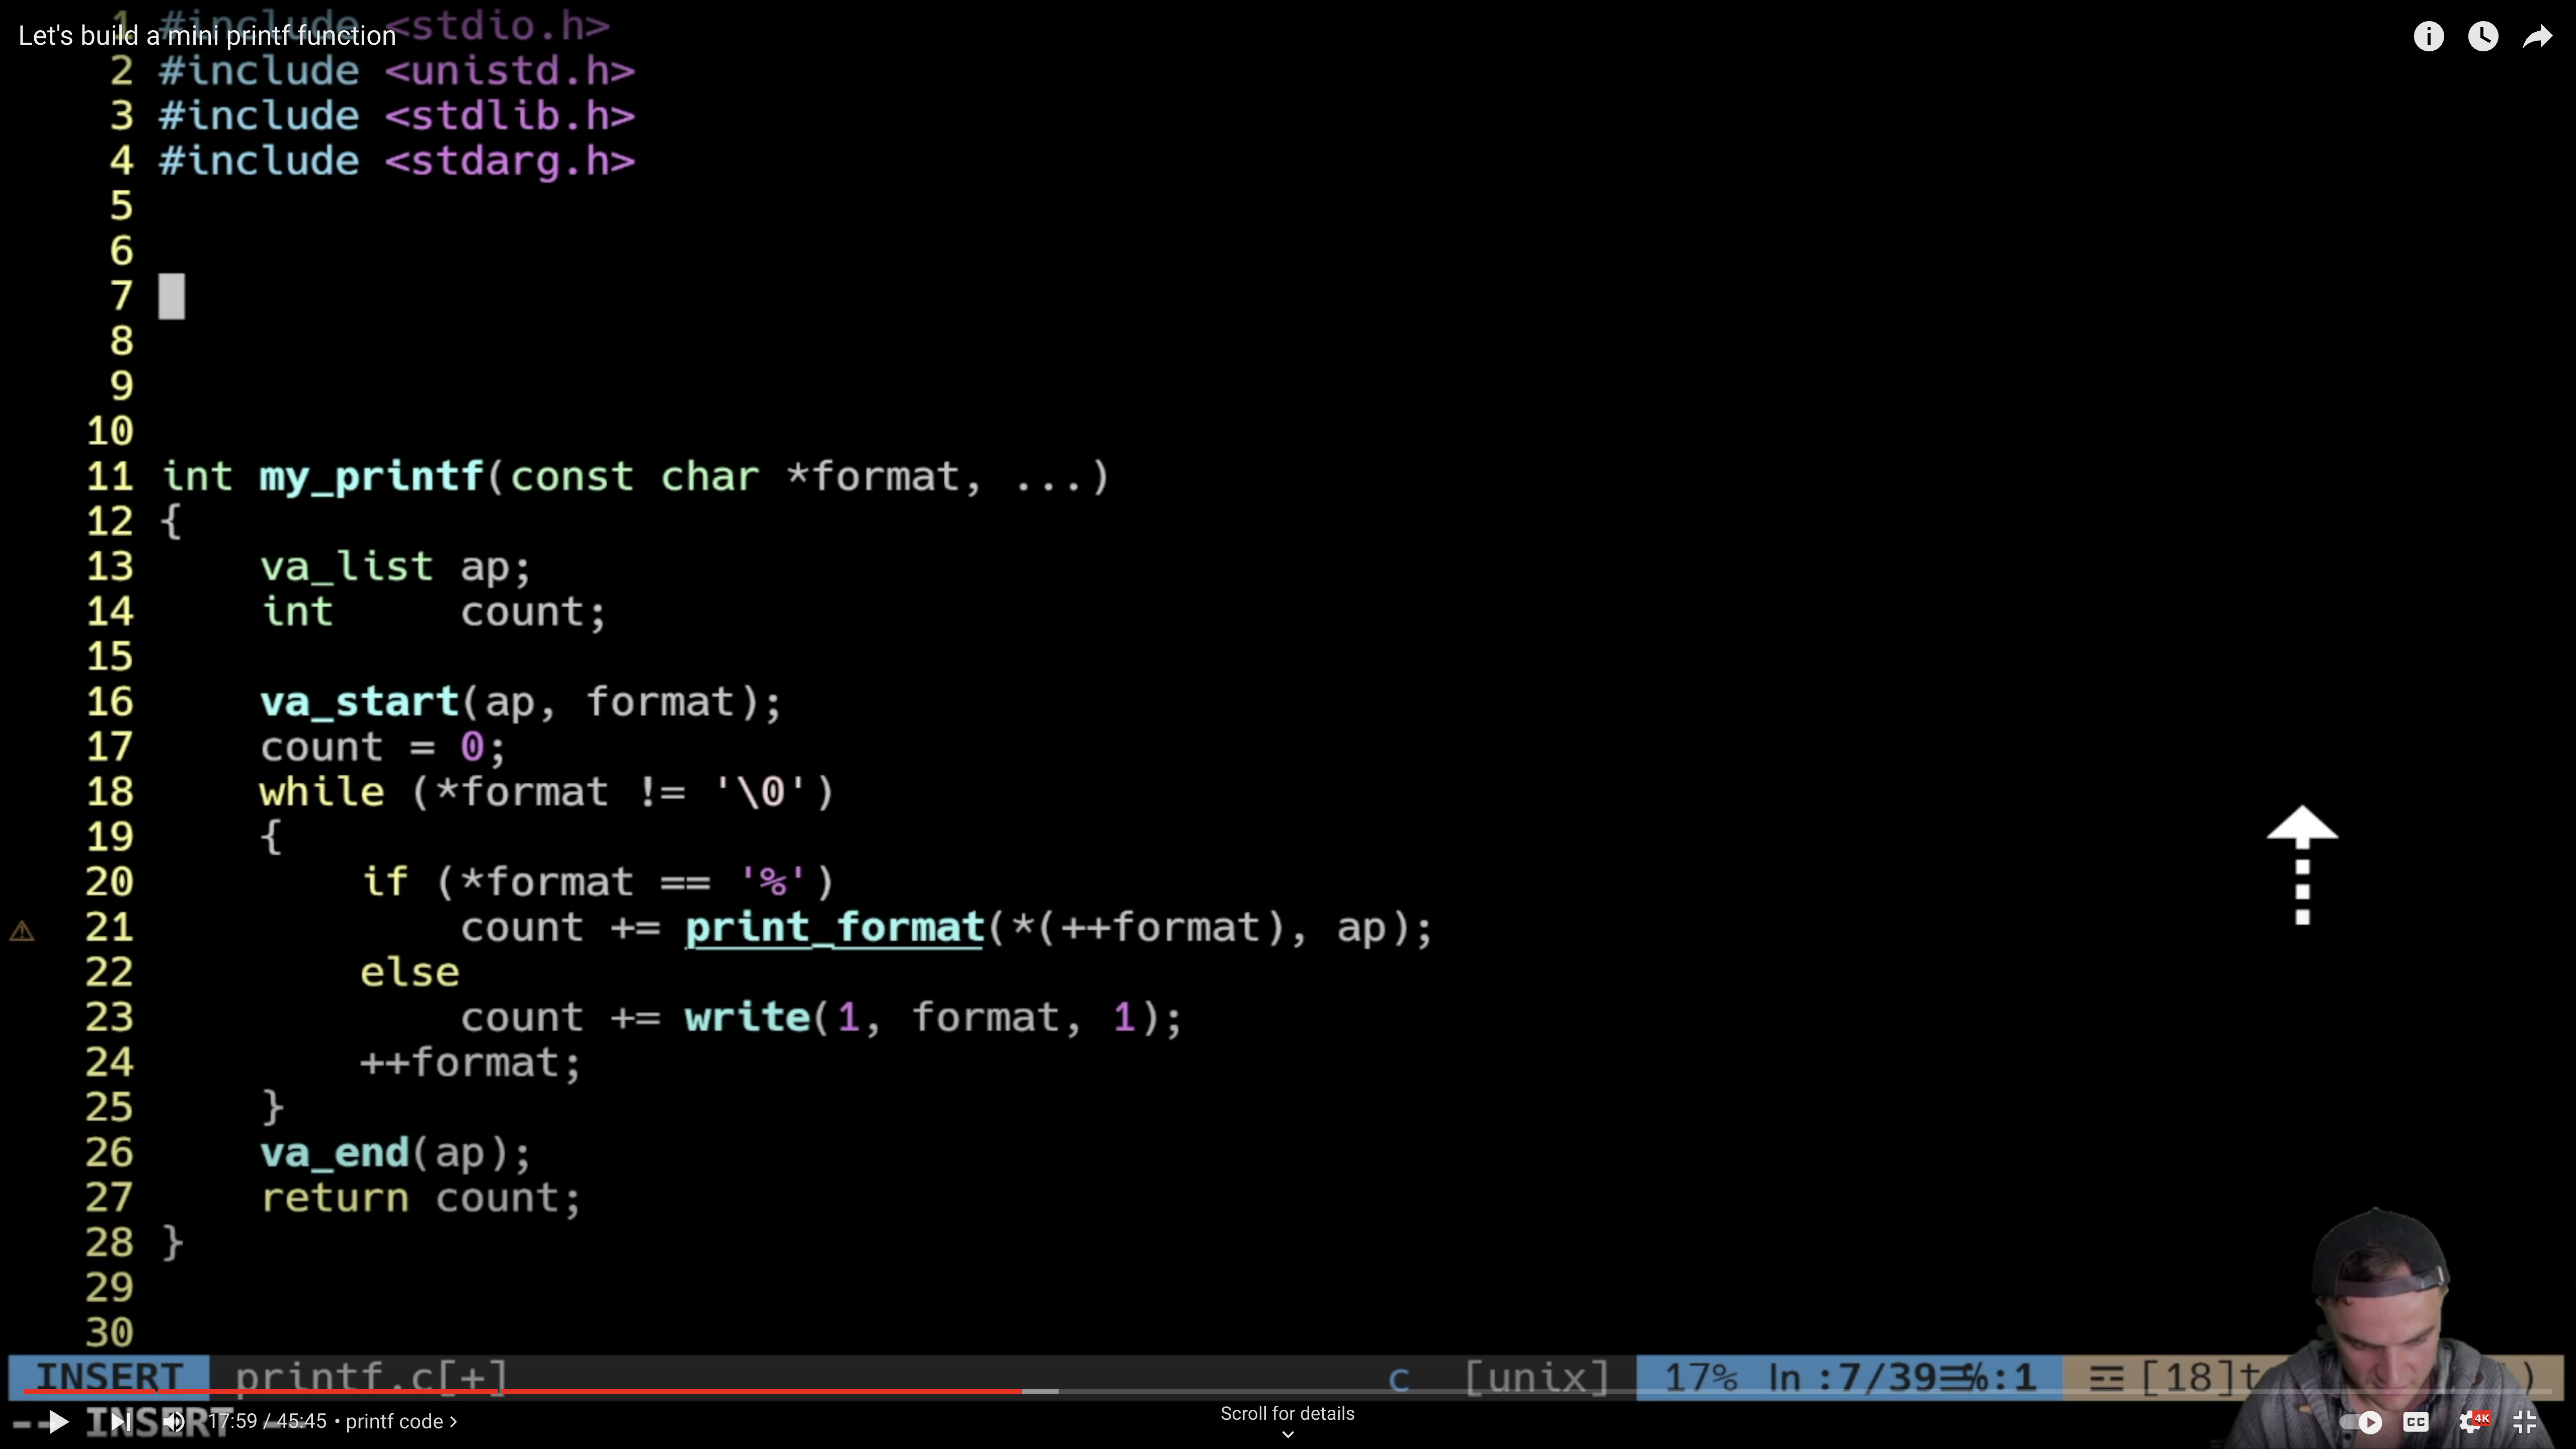 Let's build a mini printf function
1 #include <stdio.h>
2 #include <unistd.h>
3 #include <stdlib.h>
4 #include <stdarg.h>
5
6
7
8
9
10
11 int my_printf(const char *format, ...)
12 {
13     va_list ap;
14     int     count;
15
16     va_start(ap, format);
17     count = 0;
18     while (*format != '\0')
19     {
20         if (*format == '%')
21             count += print_format(*(++format), ap);
22         else
23             count += write(1, format, 1);
24         ++format;
25     }
26     va_end(ap);
27     return count;
28 }
29
30
INSERT printf.c[+] c [unix] 17% ln :7/39 %:1 [18]t )
-- INSERT --
17:59 / 45:45 • printf code ›
Scroll for details
CC
4K